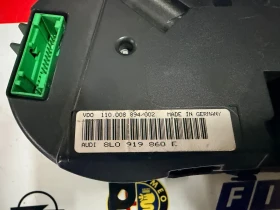 VDO 110.008 894/002 MADE IN GERMANY
AUDI 8L0 919 860 E